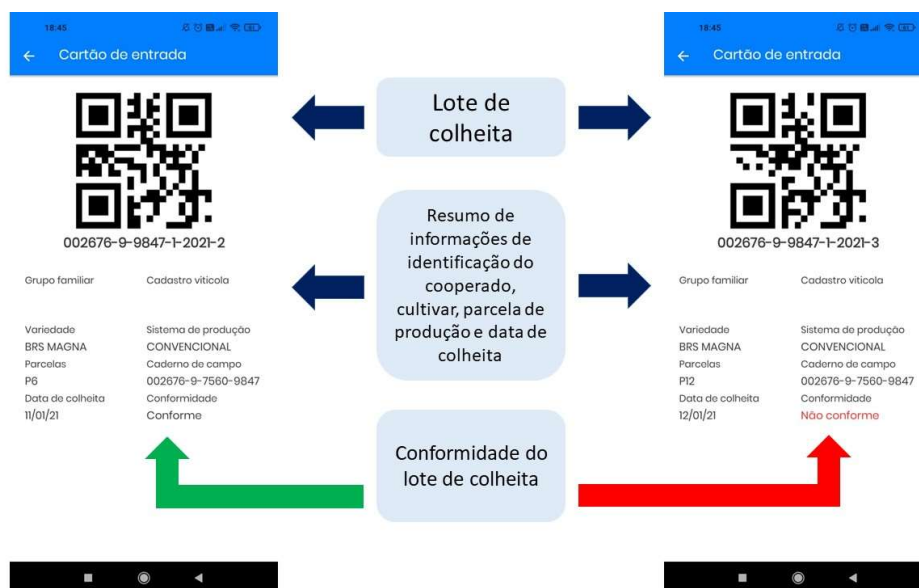 18:45
Cartão de entrada
002676-9-9847-1-2021-2
Grupo familiar Cadastro vitícola
Variedade Sistema de produção
BRS MAGNA CONVENCIONAL
Parcelas Caderno de campo
P6 002676-9-7560-9847
Data de colheita Conformidade
11/01/21 Conforme
Lote de
colheita
Resumo de
informações de
identificação do
cooperado,
cultivar, parcela de
produção e data de
colheita
Conformidade do
lote de colheita
18:45
Cartão de entrada
002676-9-9847-1-2021-3
Grupo familiar Cadastro vitícola
Variedade Sistema de produção
BRS MAGNA CONVENCIONAL
Parcelas Caderno de campo
P12 002676-9-7560-9847
Data de colheita Conformidade
12/01/21 Não conforme